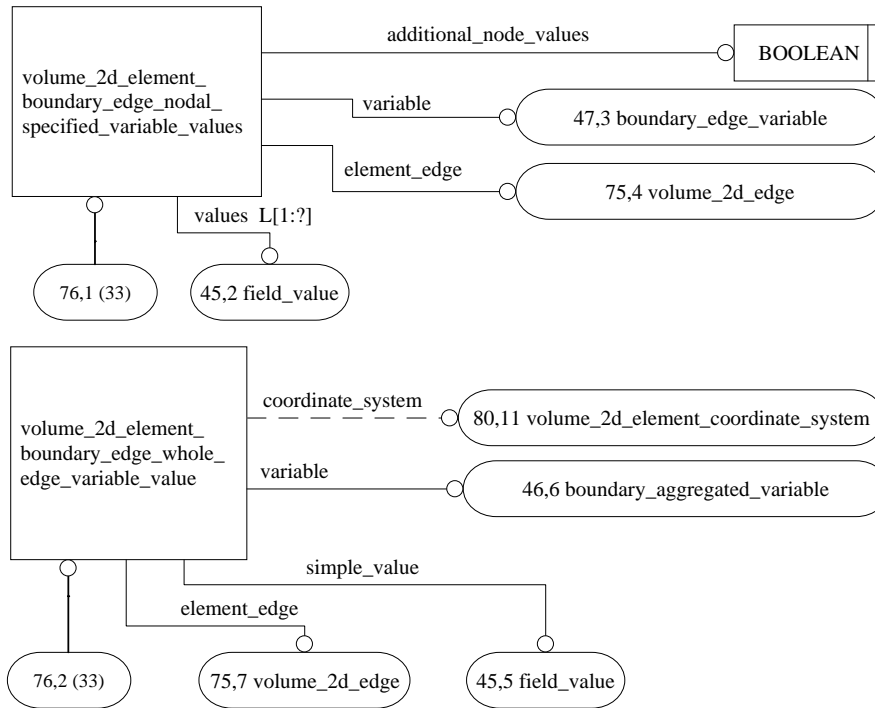 additional_node_values
BOOLEAN
volume_2d_element_
boundary_edge_nodal_
specified_variable_values
variable
47,3 boundary_edge_variable
element_edge
75,4 volume_2d_edge
values L[1:?]
76,1 (33)
45,2 field_value
coordinate_system
80,11 volume_2d_element_coordinate_system
volume_2d_element_
boundary_edge_whole_
edge_variable_value
variable
46,6 boundary_aggregated_variable
simple_value
element_edge
76,2 (33)
75,7 volume_2d_edge
45,5 field_value